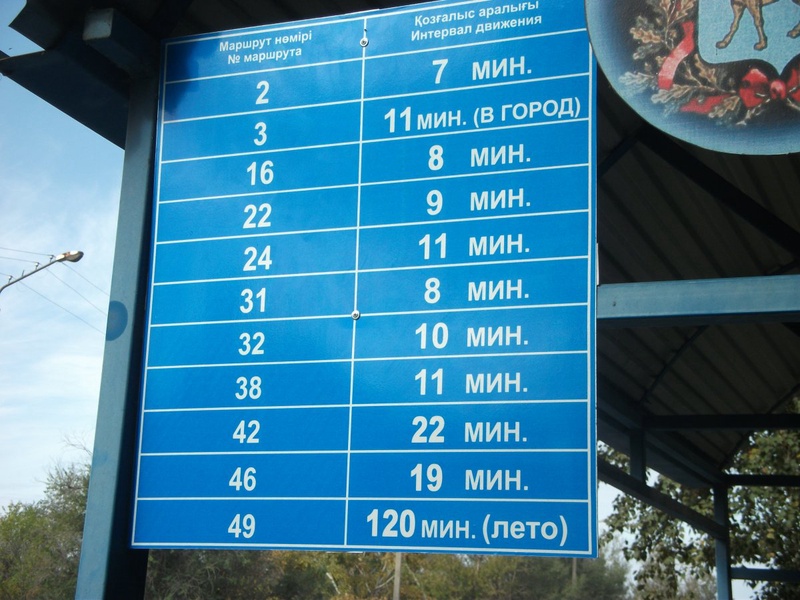 Маршрут нөмірі
№ маршрута
Қозғалыс аралығы
Интервал движения
2 7 МИН.
3 11 МИН. (В ГОРОД)
16 8 МИН.
22 9 МИН.
24 11 МИН.
31 8 МИН.
32 10 МИН.
38 11 МИН.
42 22 МИН.
46 19 МИН.
49 120 МИН. (лето)